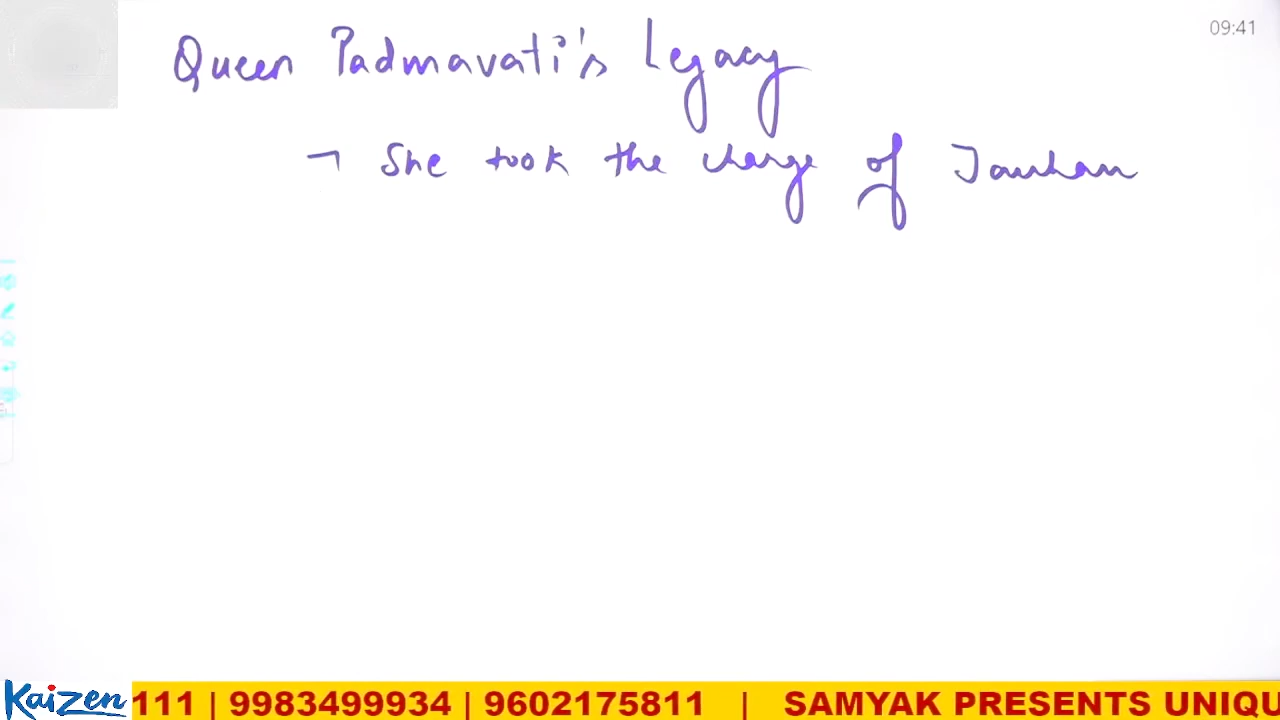 09:41
Queen Padmavati's Legacy
→ She took the charge of Jauhar
Kaizen 111 | 9983499934 | 9602175811 | SAMYAK PRESENTS UNIQU